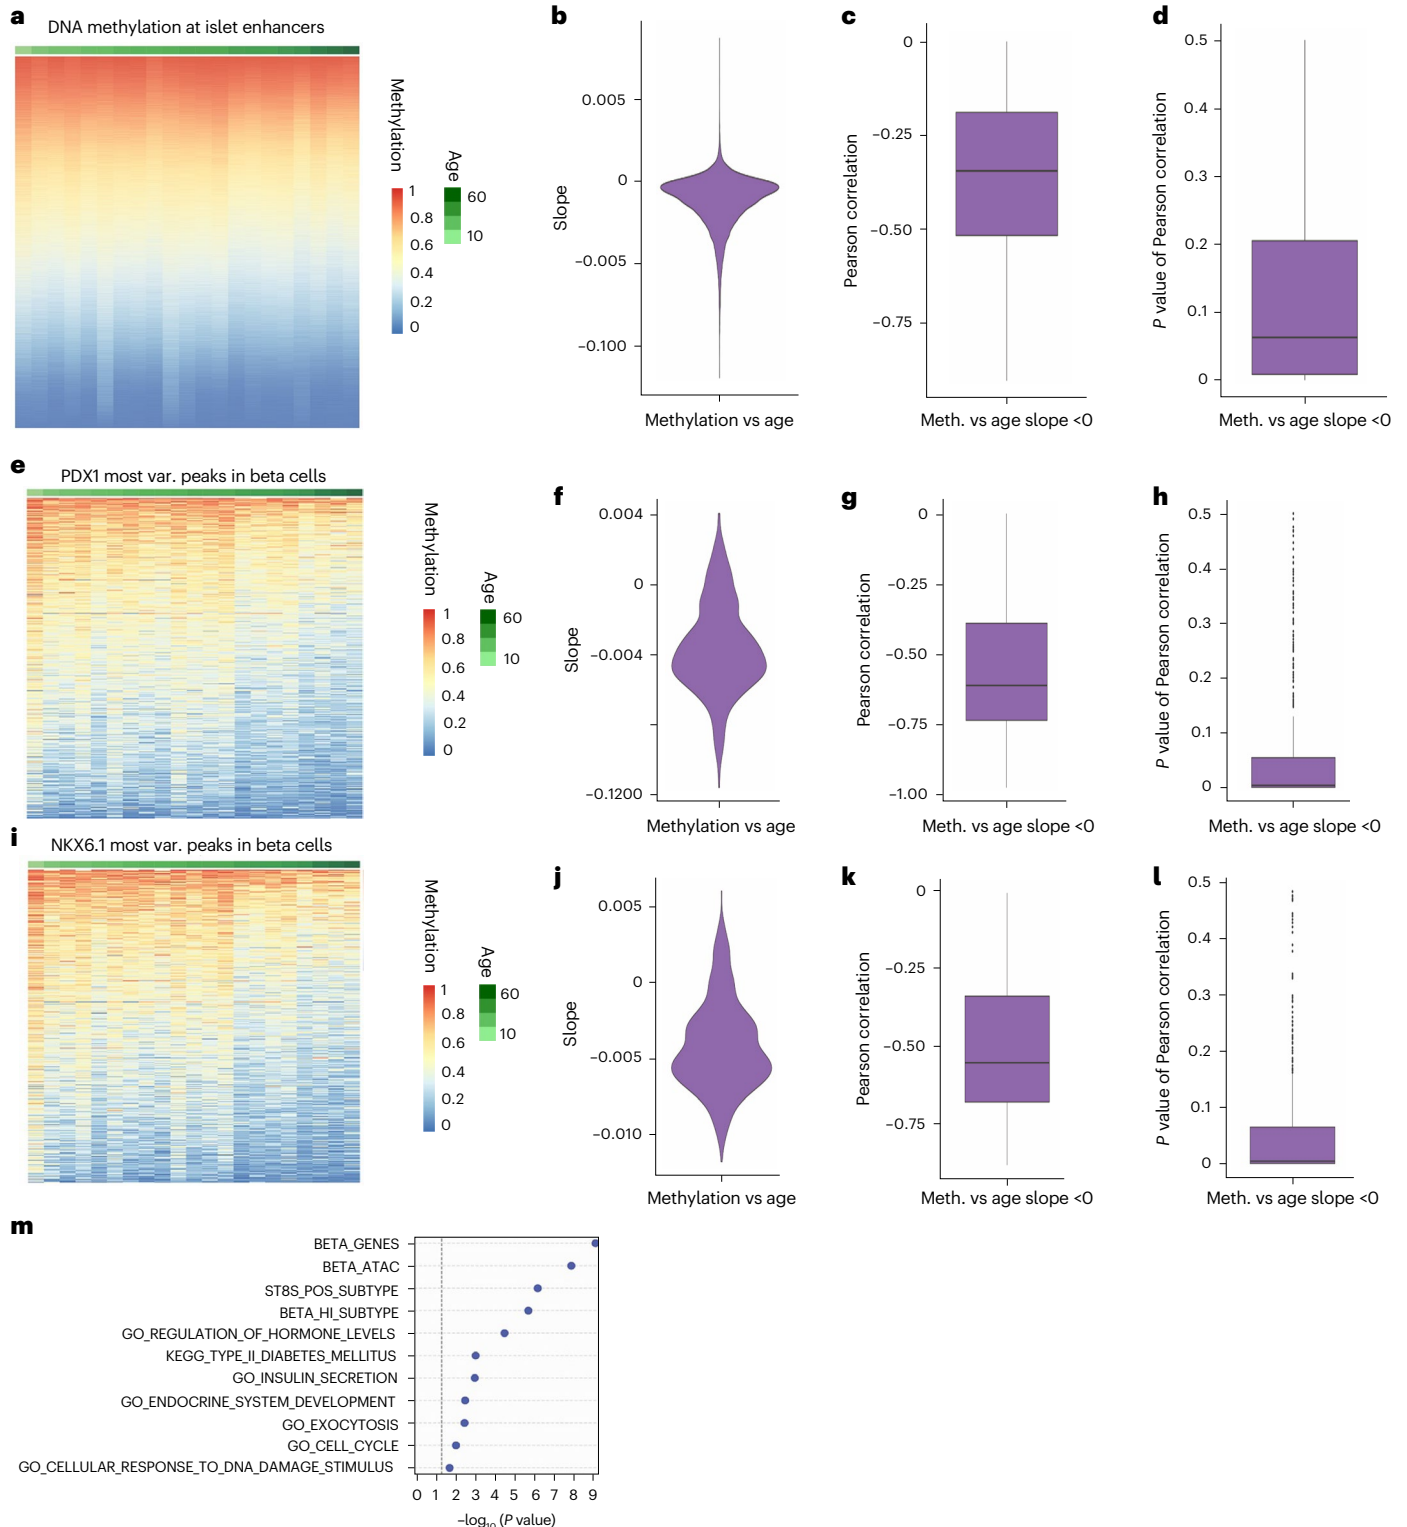 a
DNA methylation at islet enhancers
Methylation
1
0.8
0.6
0.4
0.2
0
Age
60
10
b
0.005
0
−0.005
−0.100
Slope
Methylation vs age
c
0
−0.25
−0.50
−0.75
Pearson correlation
Meth. vs age slope <0
d
0.5
0.4
0.3
0.2
0.1
0
P value of Pearson correlation
Meth. vs age slope <0
e
PDX1 most var. peaks in beta cells
Methylation
1
0.8
0.6
0.4
0.2
0
Age
60
10
f
0.004
0
−0.004
−0.1200
Slope
Methylation vs age
g
0
−0.25
−0.50
−0.75
−1.00
Pearson correlation
Meth. vs age slope <0
h
0.5
0.4
0.3
0.2
0.1
0
P value of Pearson correlation
Meth. vs age slope <0
i
NKX6.1 most var. peaks in beta cells
Methylation
1
0.8
0.6
0.4
0.2
0
Age
60
10
j
0.005
0
−0.005
−0.010
Slope
Methylation vs age
k
0
−0.25
−0.50
−0.75
Pearson correlation
Meth. vs age slope <0
l
0.5
0.4
0.3
0.2
0.1
0
P value of Pearson correlation
Meth. vs age slope <0
m
BETA_GENES
BETA_ATAC
ST8S_POS_SUBTYPE
BETA_HI_SUBTYPE
GO_REGULATION_OF_HORMONE_LEVELS
KEGG_TYPE_II_DIABETES_MELLITUS
GO_INSULIN_SECRETION
GO_ENDOCRINE_SYSTEM_DEVELOPMENT
GO_EXOCYTOSIS
GO_CELL_CYCLE
GO_CELLULAR_RESPONSE_TO_DNA_DAMAGE_STIMULUS
0 1 2 3 4 5 6 7 8 9
−log10 (P value)